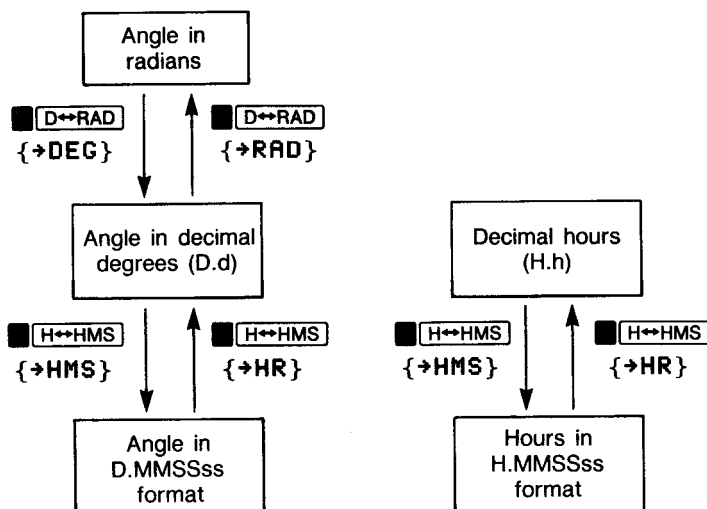 Angle in
radians
D↔RAD
{→DEG}
D↔RAD
{→RAD}
Angle in decimal
degrees (D.d)
H↔HMS
{→HMS}
H↔HMS
{→HR}
Angle in
D.MMSSss
format
Decimal hours
(H.h)
H↔HMS
{→HMS}
H↔HMS
{→HR}
Hours in
H.MMSSss
format